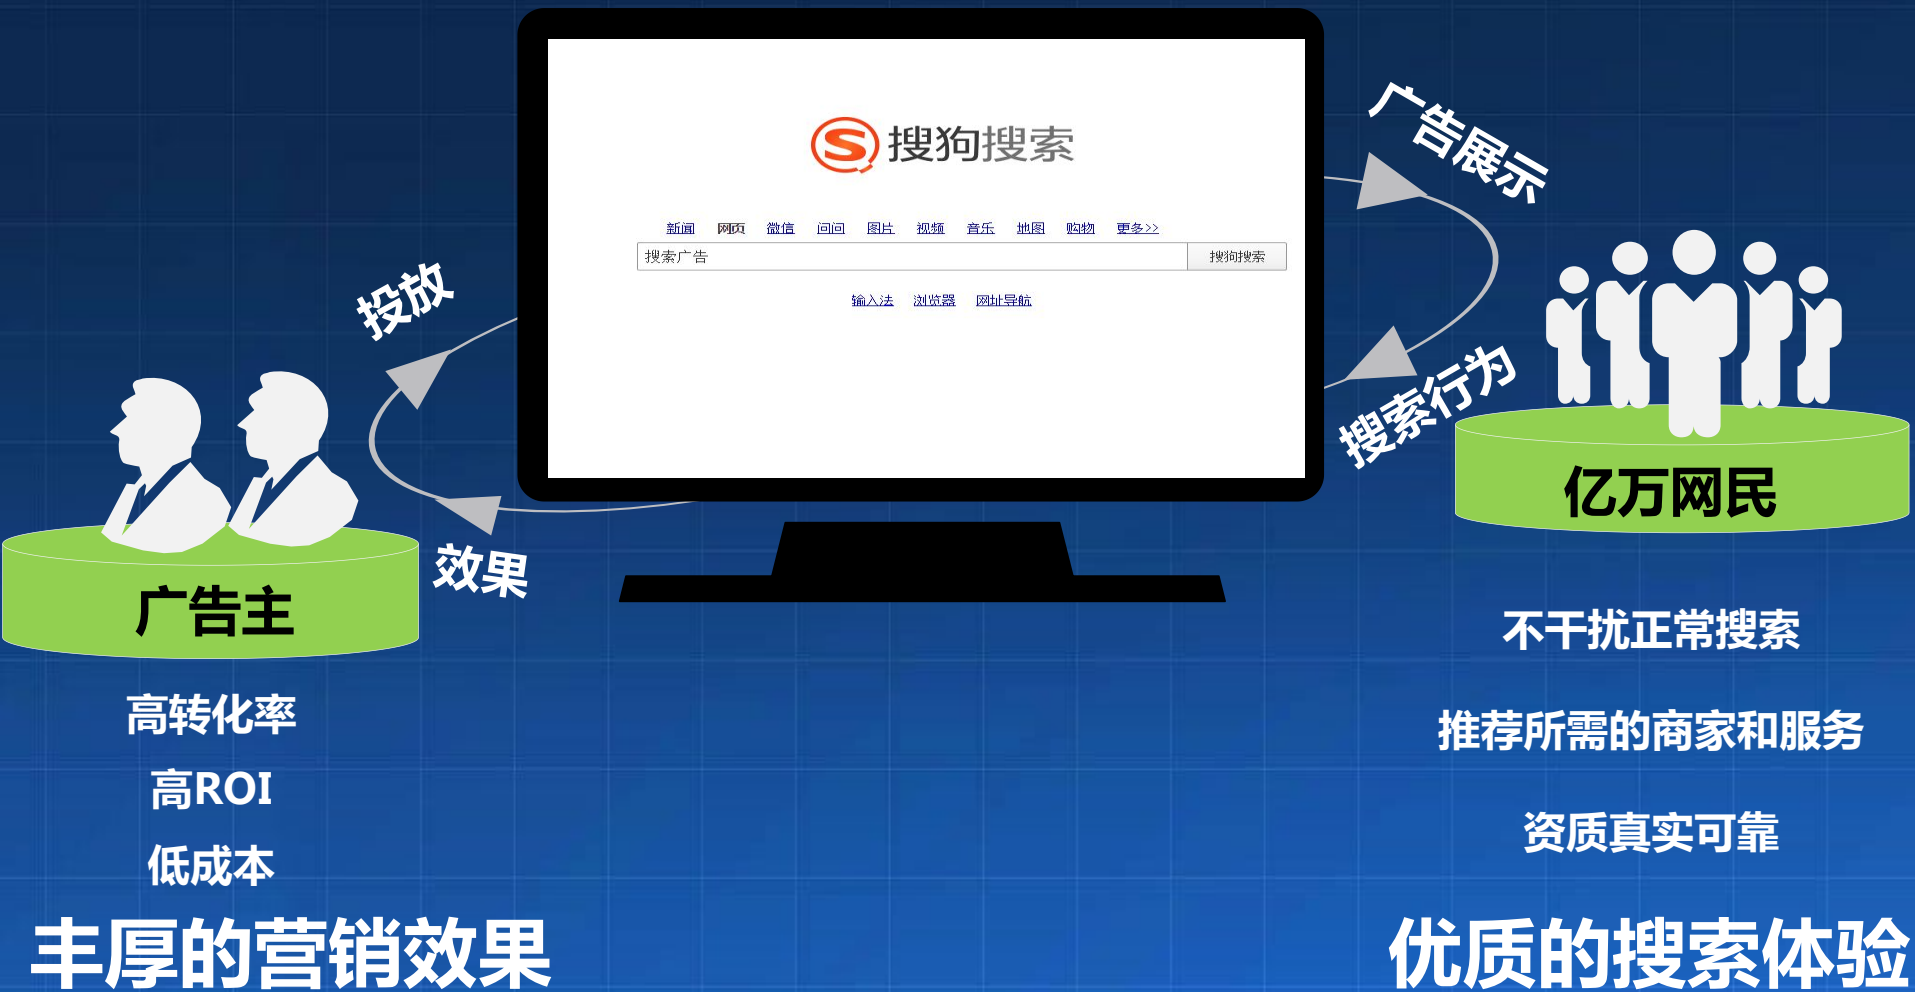 搜狗搜索
新闻 网页 微信 问问 图片 视频 音乐 地图 购物 更多>>
搜索广告 搜狗搜索
输入法 浏览器 网址导航
投放
效果
广告展示
搜索行为
广告主
高转化率
高ROI
低成本
丰厚的营销效果
亿万网民
不干扰正常搜索
推荐所需的商家和服务
资质真实可靠
优质的搜索体验